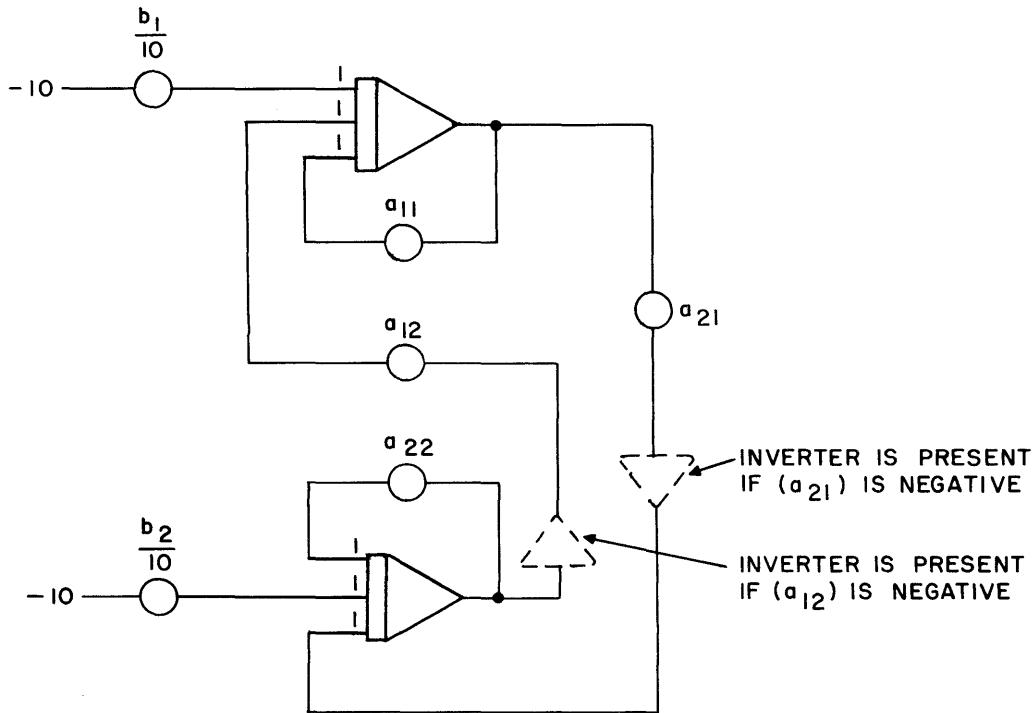 b1
10
-10
1
1
1
a11
a21
a12
a22
INVERTER IS PRESENT
IF (a21) IS NEGATIVE
b2
10
-10
1
1
1
INVERTER IS PRESENT
IF (a12) IS NEGATIVE